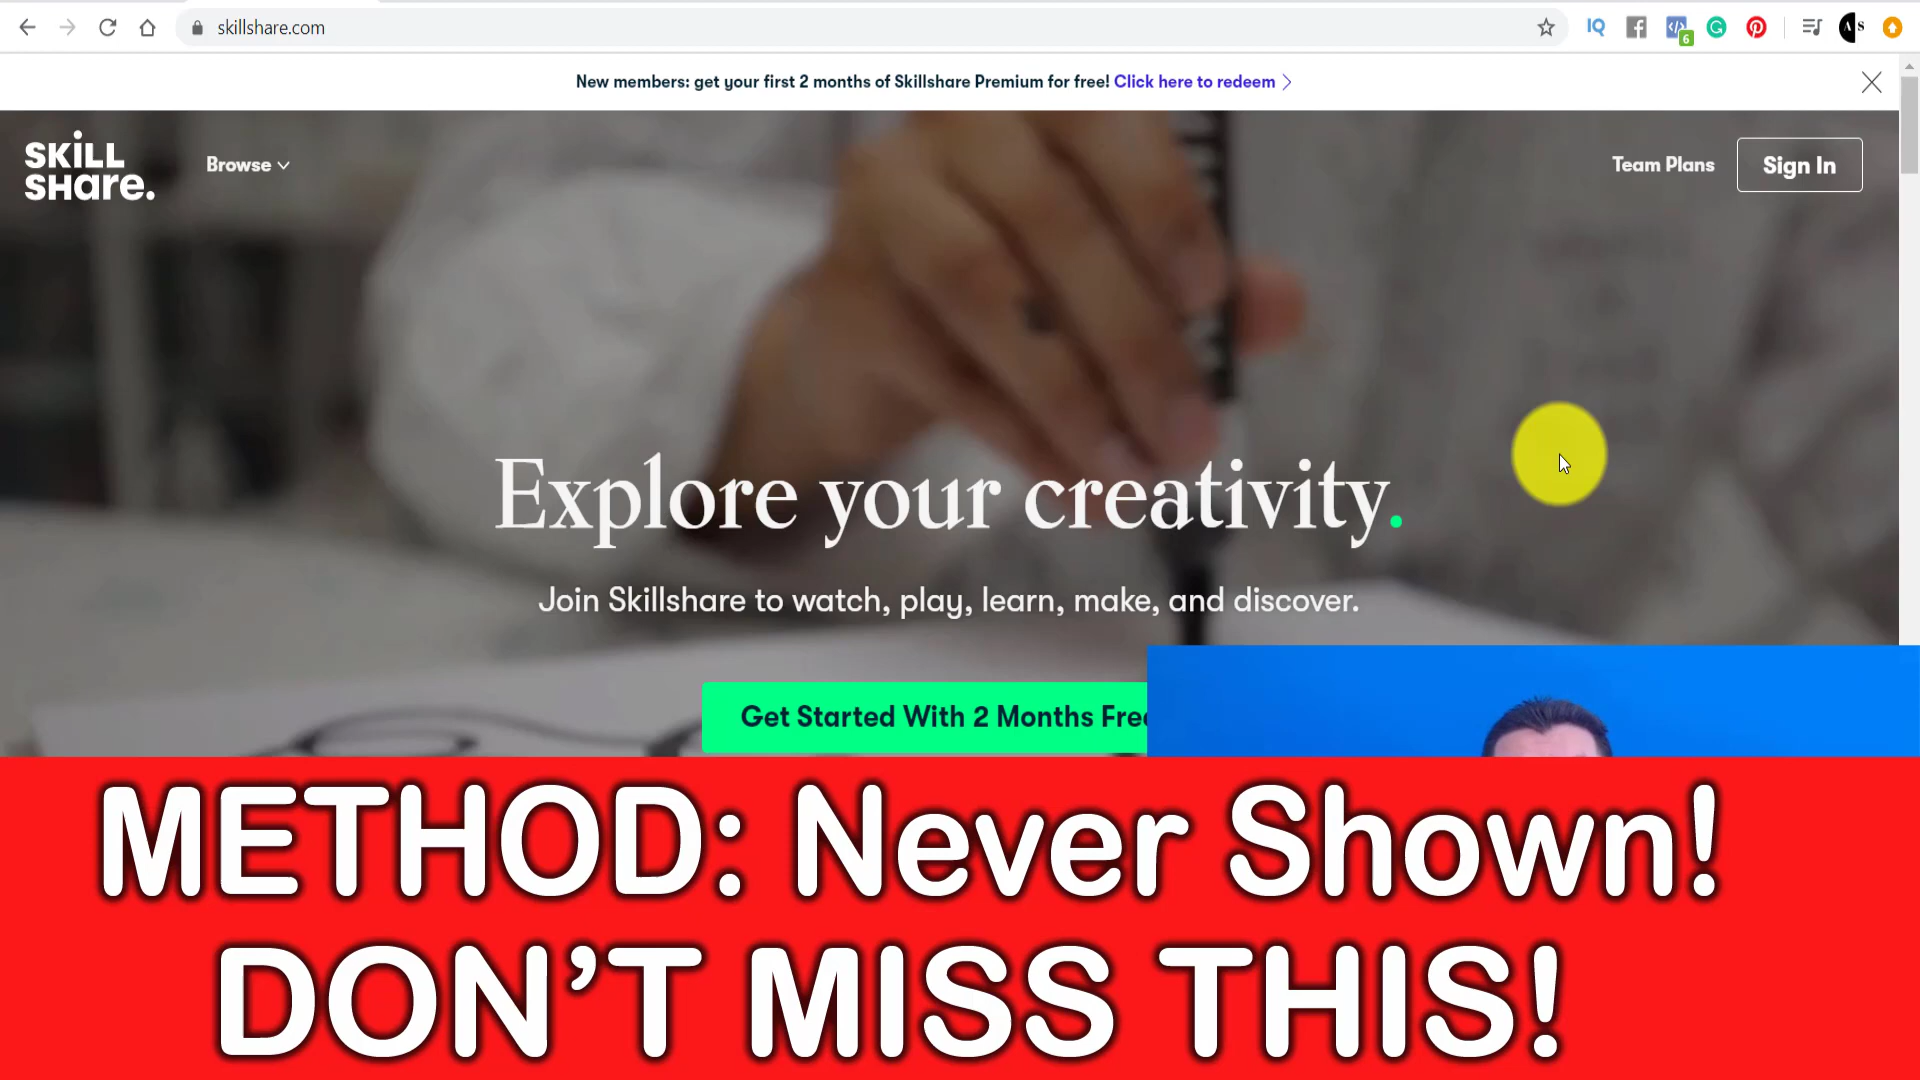 skillshare.com
IQ
6
A S
New members: get your first 2 months of Skillshare Premium for free! Click here to redeem
SKILL
SHARE.
Browse
Team Plans
Sign In
Explore your creativity.
Join Skillshare to watch, play, learn, make, and discover.
Get Started With 2 Months Free
METHOD: Never Shown!
DON'T MISS THIS!